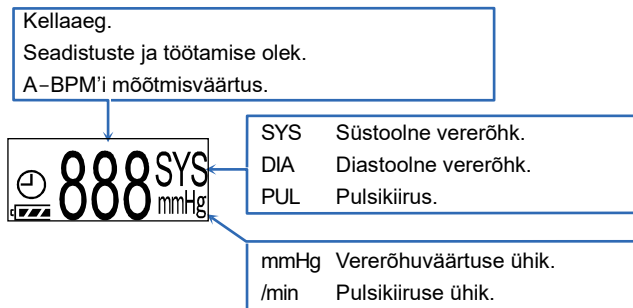 Kellaaeg.
Seadistuste ja töötamise olek.
A−BPM’i mõõtmisväärtus.
888 SYS
mmHg
SYS Süstoolne vererõhk.
DIA Diastoolne vererõhk.
PUL Pulsikiirus.
mmHg Vererõhuväärtuse ühik.
/min Pulsikiiruse ühik.